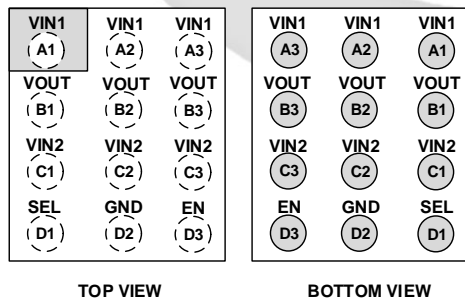 VIN1 VIN1 VIN1 VIN1 VIN1 VIN1
A1 A2 A3 A3 A2 A1
VOUT VOUT VOUT VOUT VOUT VOUT
B1 B2 B3 B3 B2 B1
VIN2 VIN2 VIN2 VIN2 VIN2 VIN2
C1 C2 C3 C3 C2 C1
SEL GND EN EN GND SEL
D1 D2 D3 D3 D2 D1
TOP VIEW BOTTOM VIEW